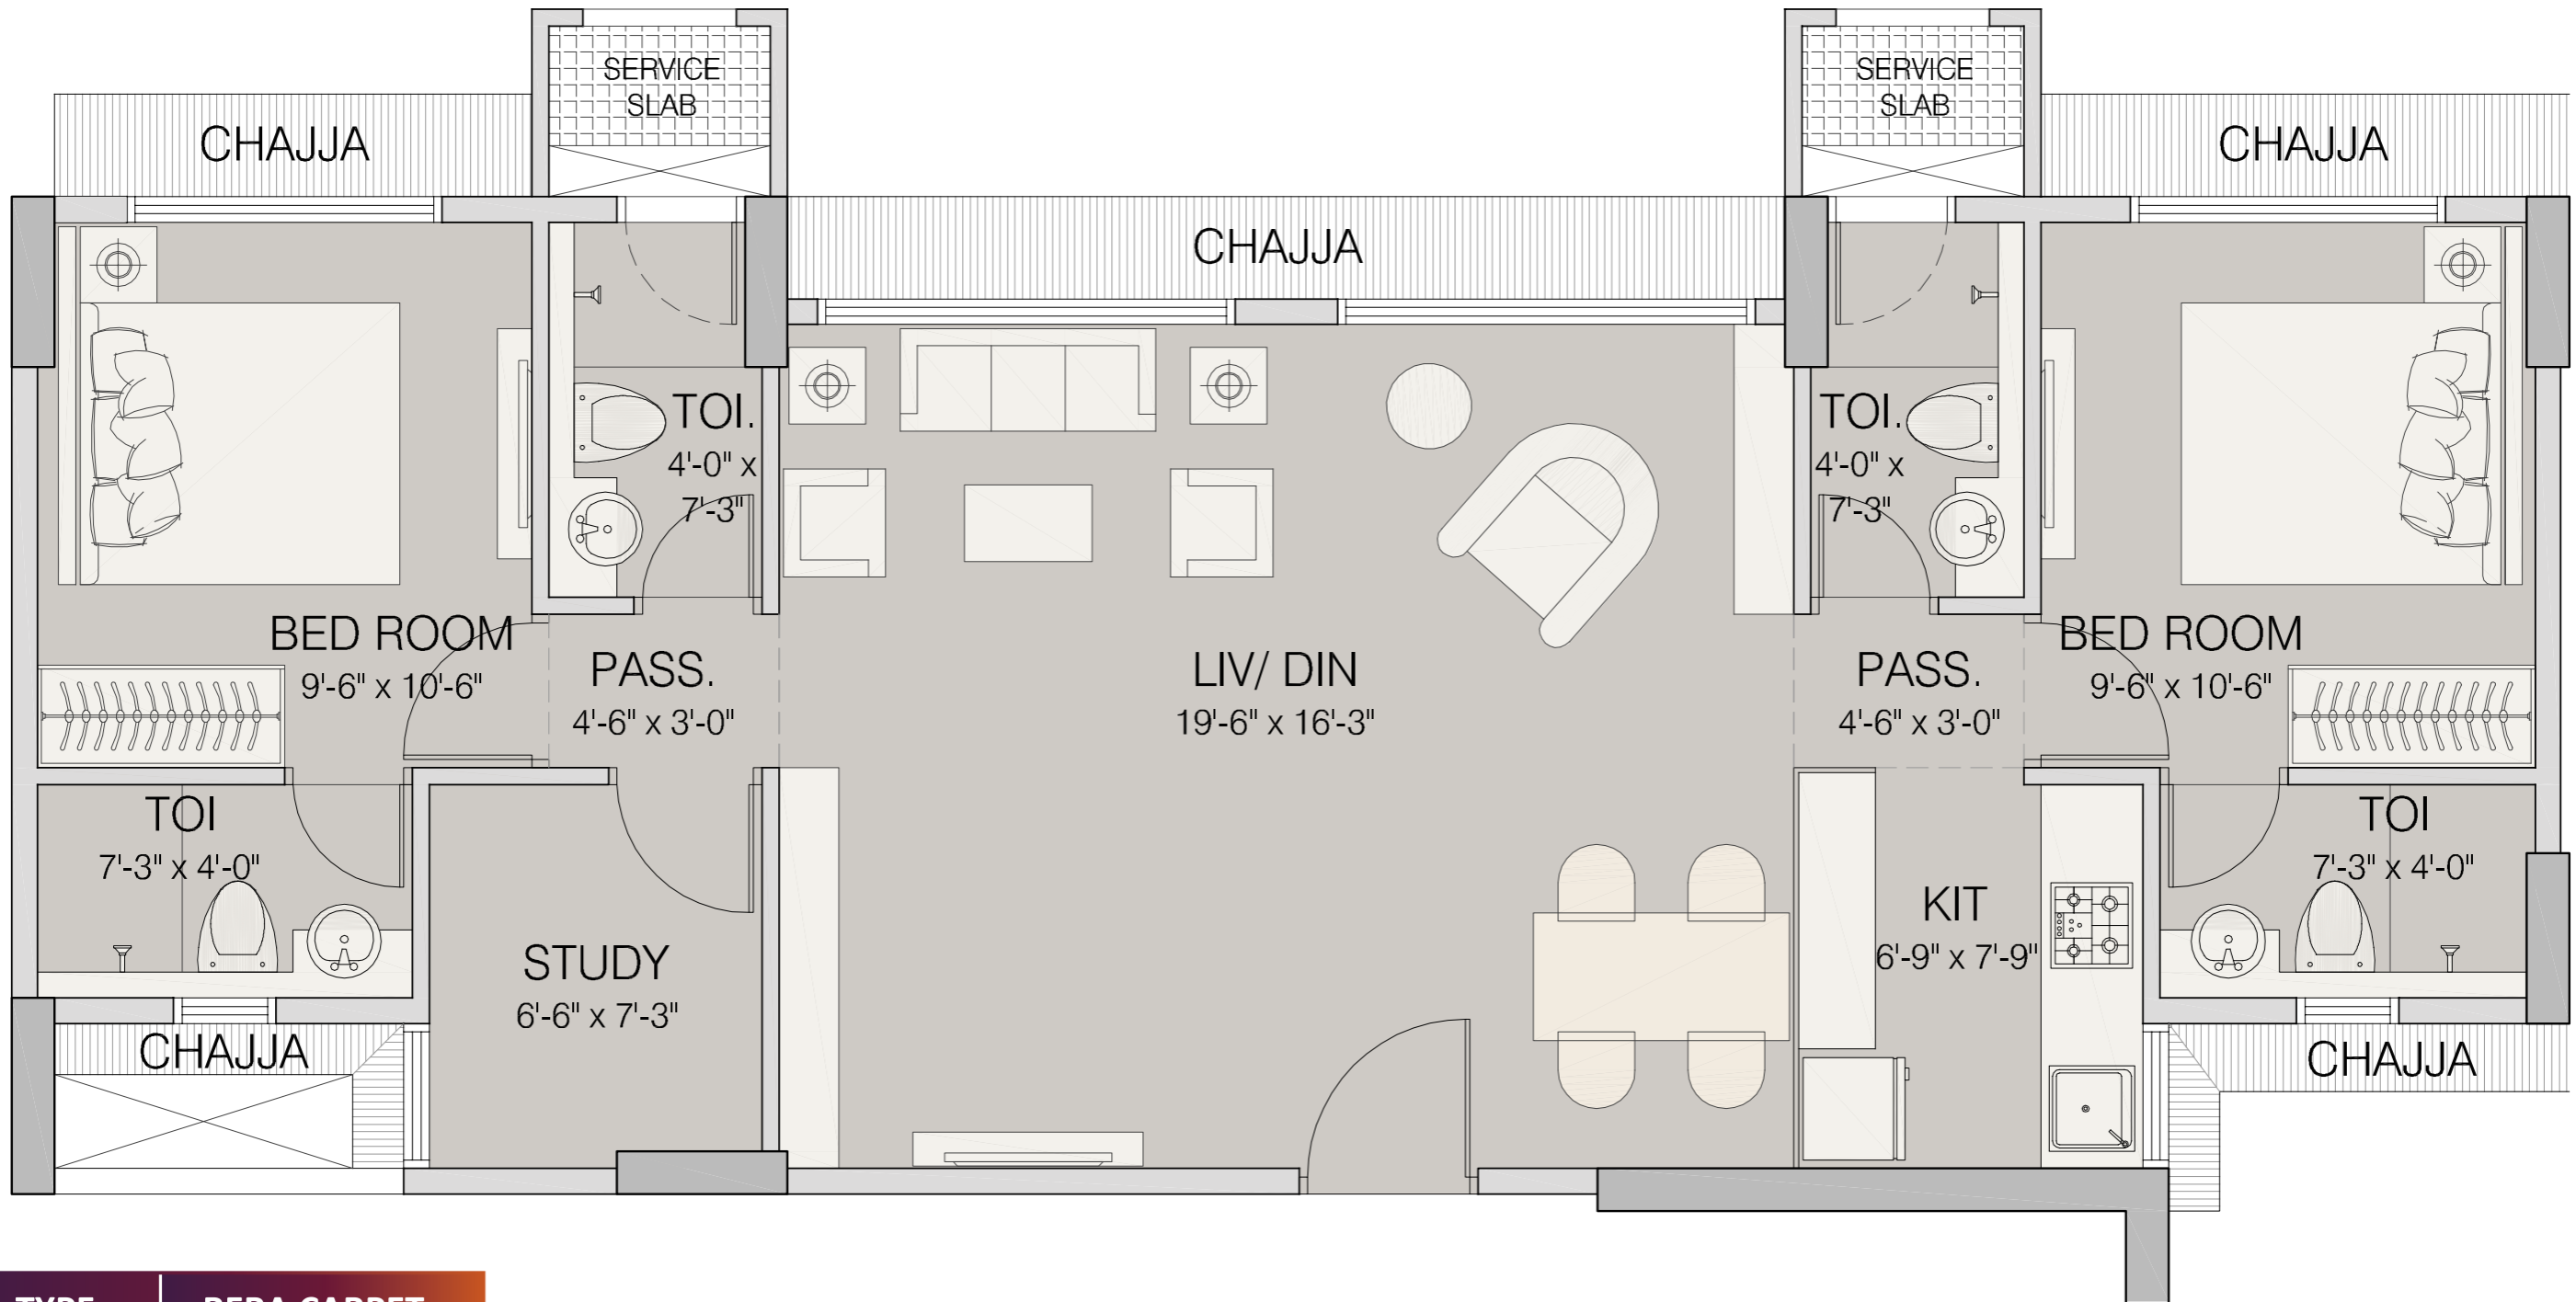 SERVICE
SLAB
SERVICE
SLAB
CHAJJA
CHAJJA
CHAJJA
TOI.
4'-0" x
7'-3"
TOI.
4'-0" x
7'-3"
BED ROOM
9'-6" x 10'-6"
PASS.
4'-6" x 3'-0"
LIV/ DIN
19'-6" x 16'-3"
PASS.
4'-6" x 3'-0"
BED ROOM
9'-6" x 10'-6"
TOI
7'-3" x 4'-0"
TOI
7'-3" x 4'-0"
KIT
6'-9" x 7'-9"
STUDY
6'-6" x 7'-3"
CHAJJA
CHAJJA
TYPE
RERA CARPET